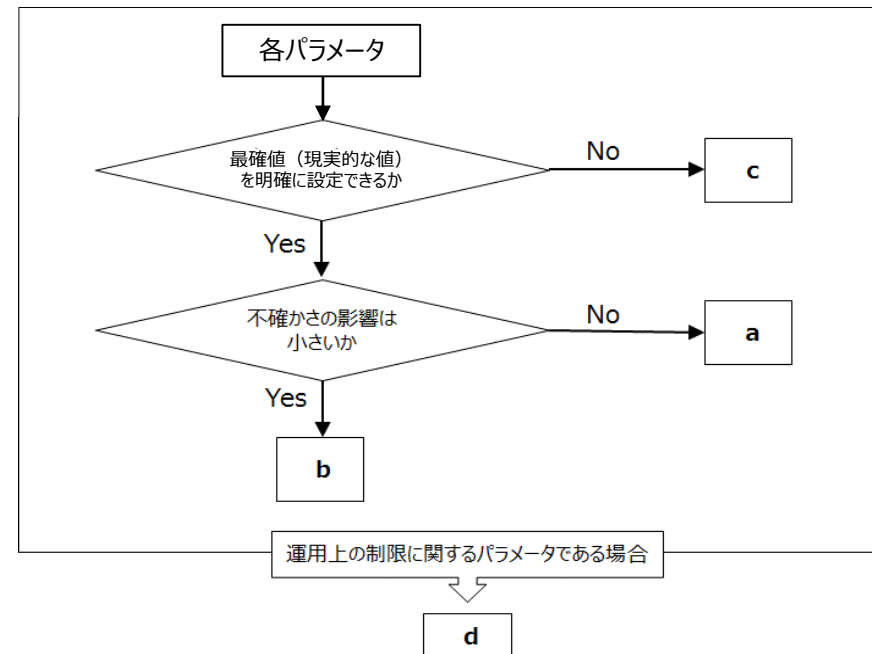 各パラメータ
最確値（現実的な値）
を明確に設定できるか
No
c
Yes
不確かさの影響は
小さいか
No
a
Yes
b
運用上の制限に関するパラメータである場合
d